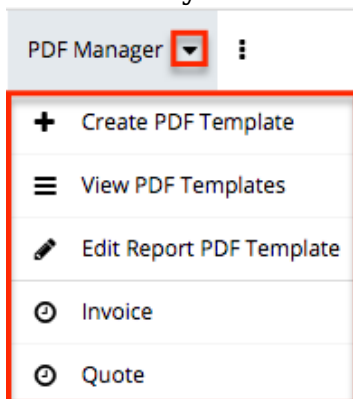 PDF Manager
Create PDF Template
View PDF Templates
Edit Report PDF Template
Invoice
Quote